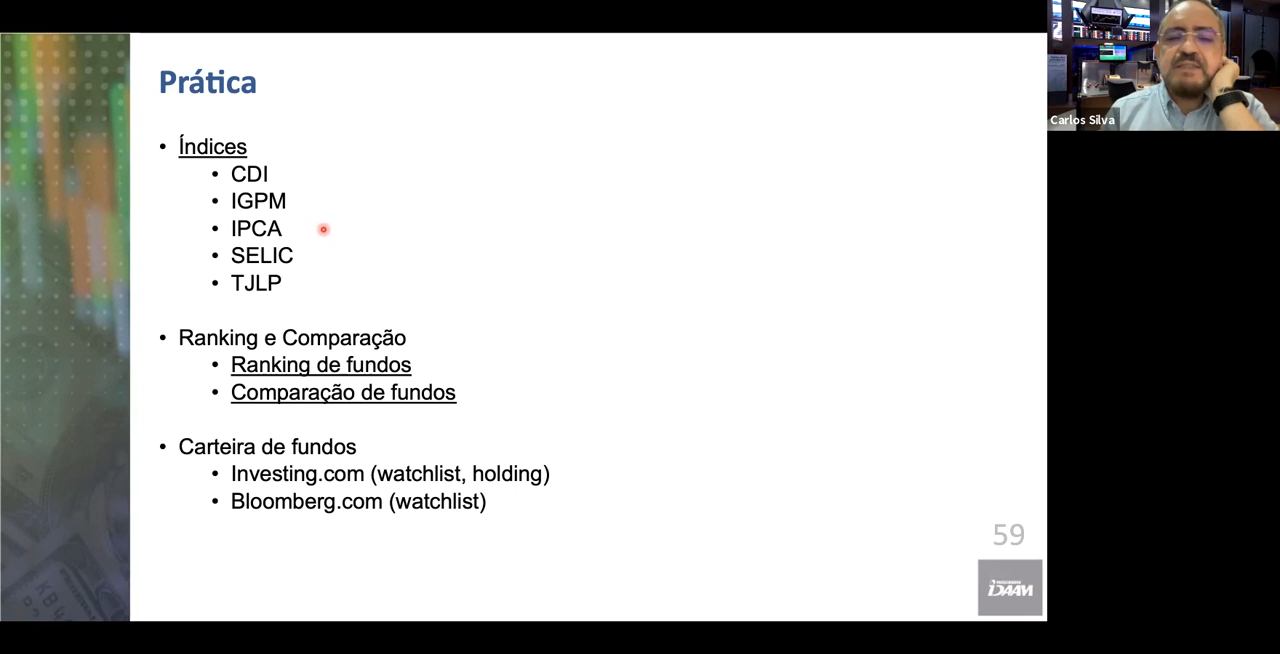 Prática
• Índices
• CDI
• IGPM
• IPCA
• SELIC
• TJLP
• Ranking e Comparação
• Ranking de fundos
• Comparação de fundos
• Carteira de fundos
• Investing.com (watchlist, holding)
• Bloomberg.com (watchlist)
59
Carlos Silva